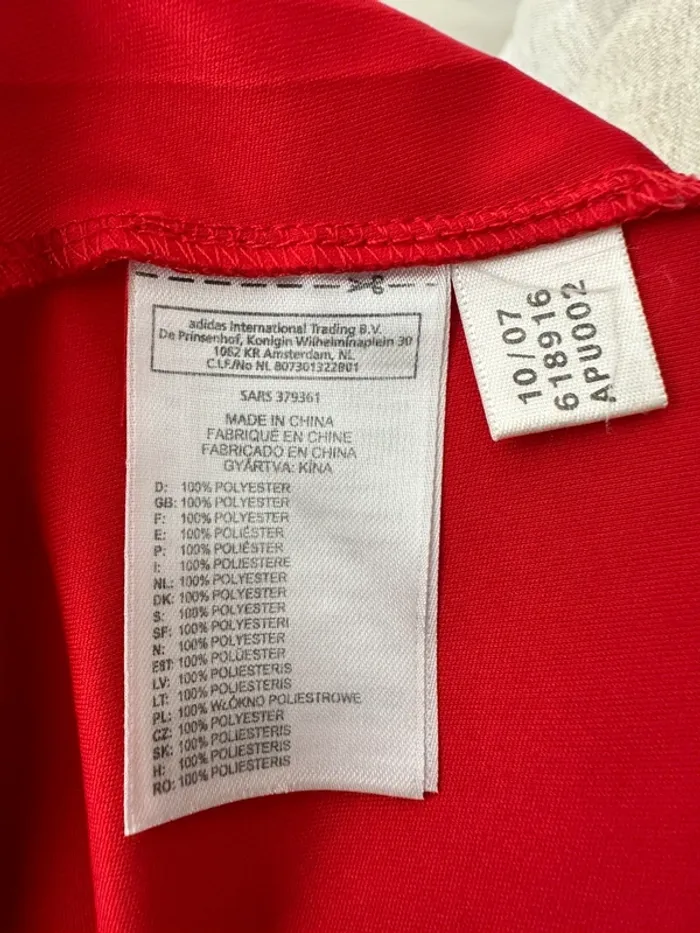 adidas International Trading B.V.
De Prinsenhof, Konigin Wilhelminaplein 30
1062 KR Amsterdam, NL
C.I.F/No NL 807301322B01
SARS 379361
MADE IN CHINA
FABRIQUÉ EN CHINE
FABRICADO EN CHINA
GYÁRTVA: KÍNA
D: 100% POLYESTER
GB: 100% POLYESTER
F: 100% POLYESTER
E: 100% POLIÉSTER
P: 100% POLIÉSTER
I: 100% POLIESTERE
NL: 100% POLYESTER
DK: 100% POLYESTER
S: 100% POLYESTER
SF: 100% POLYESTERI
N: 100% POLYESTER
EST: 100% POLÜESTER
LV: 100% POLIESTERIS
LT: 100% POLIESTERIS
PL: 100% WŁÓKNO POLIESTROWE
CZ: 100% POLYESTER
SK: 100% POLIESTERIS
H: 100% POLIESTERIS
RO: 100% POLIESTERIS
10/07
618916
APU002